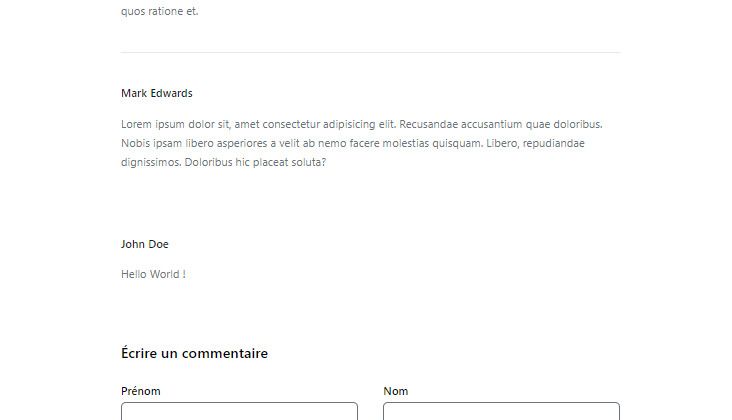 quos ratione et.
Mark Edwards
Lorem ipsum dolor sit, amet consectetur adipisicing elit. Recusandae accusantium quae doloribus.
Nobis ipsam libero asperiores a velit ab nemo facere molestias quisquam. Libero, repudiandae
dignissimos. Doloribus hic placeat soluta?
John Doe
Hello World !
Écrire un commentaire
Prénom
Nom